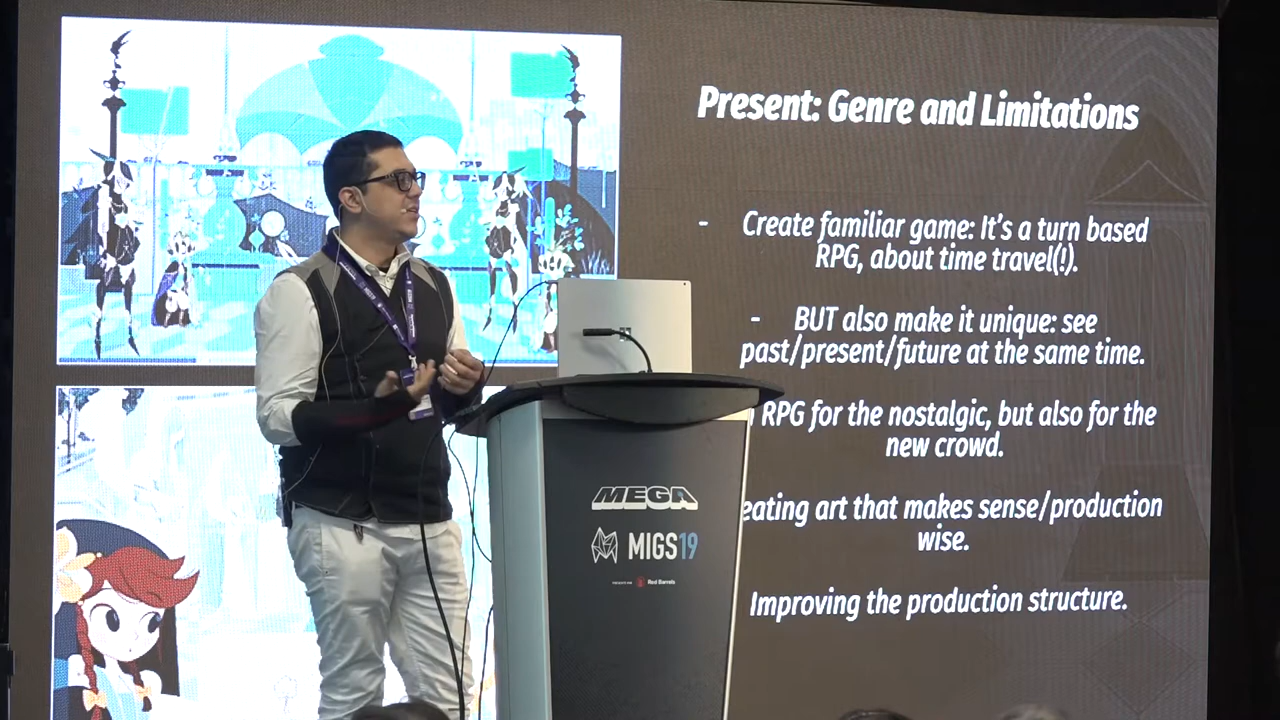 Present: Genre and Limitations
- Create familiar game: It's a turn based
RPG, about time travel(!).
- BUT also make it unique: see
past/present/future at the same time.
RPG for the nostalgic, but also for the
new crowd.
eating art that makes sense/production
wise.
Improving the production structure.
MEGA
MIGS19
Red Barrels